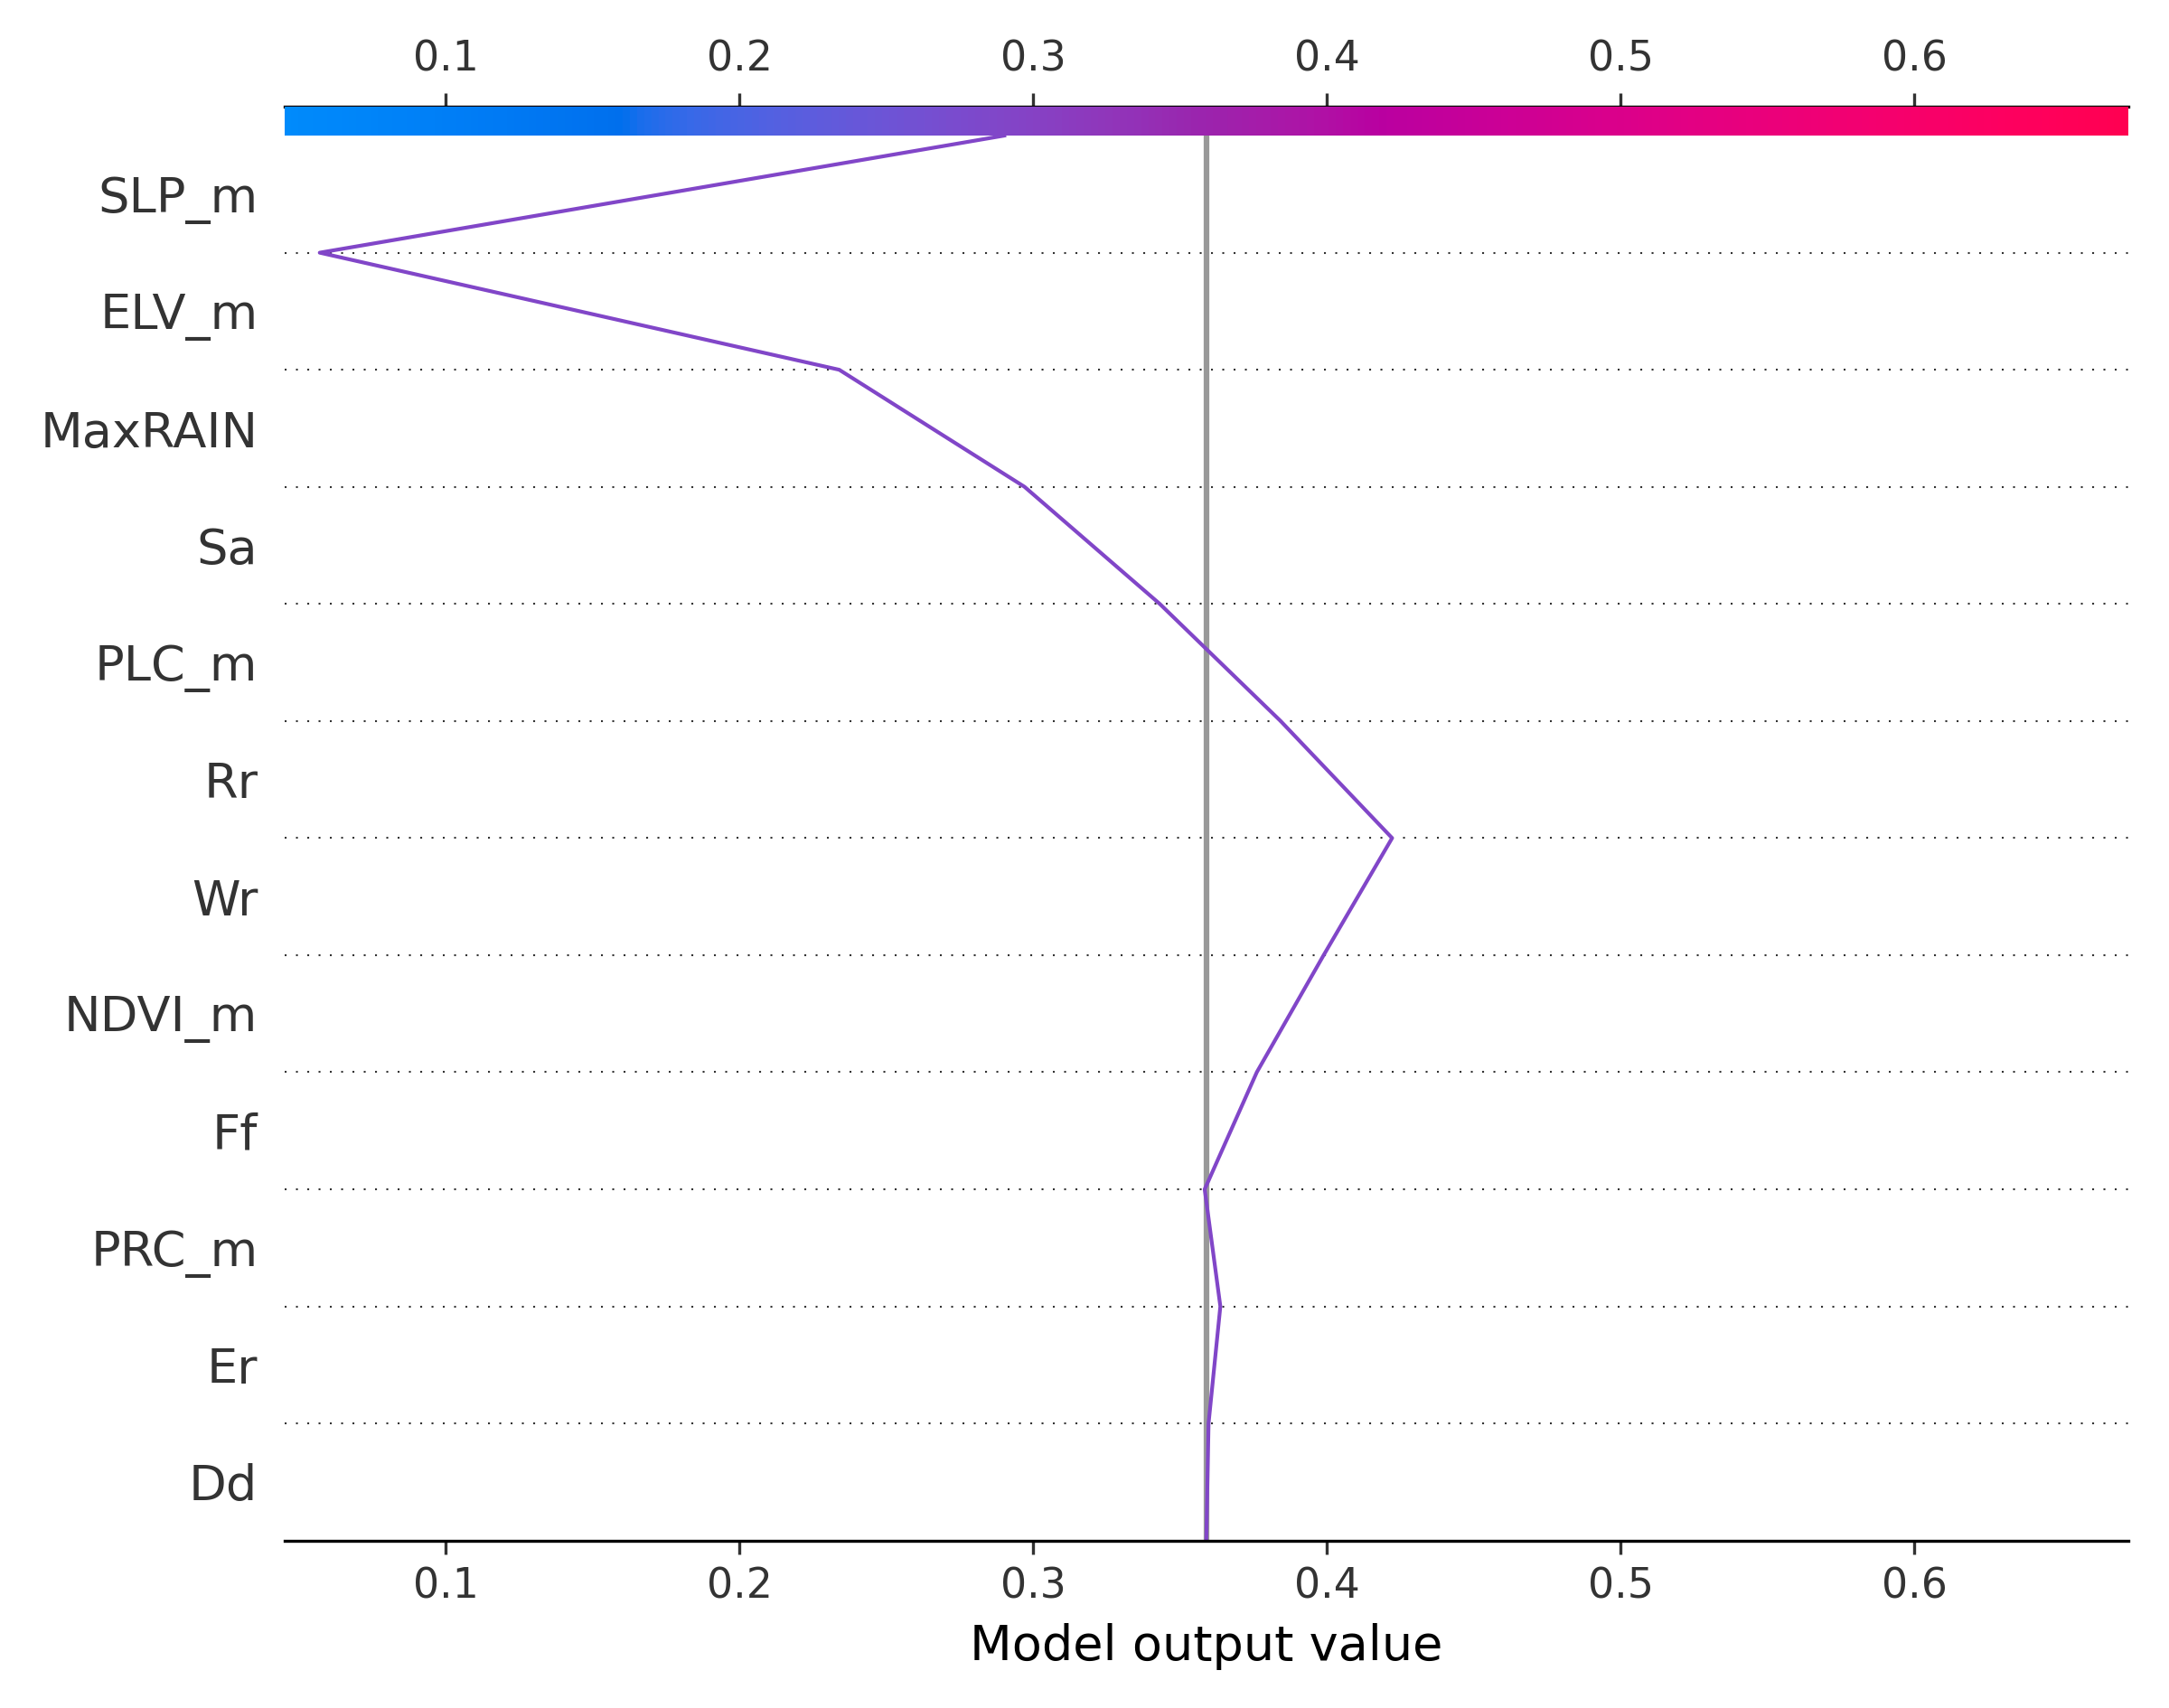 0.1 0.2 0.3 0.4 0.5 0.6
SLP_m
ELV_m
MaxRAIN
Sa
PLC_m
Rr
Wr
NDVI_m
Ff
PRC_m
Er
Dd
0.1 0.2 0.3 0.4 0.5 0.6
Model output value